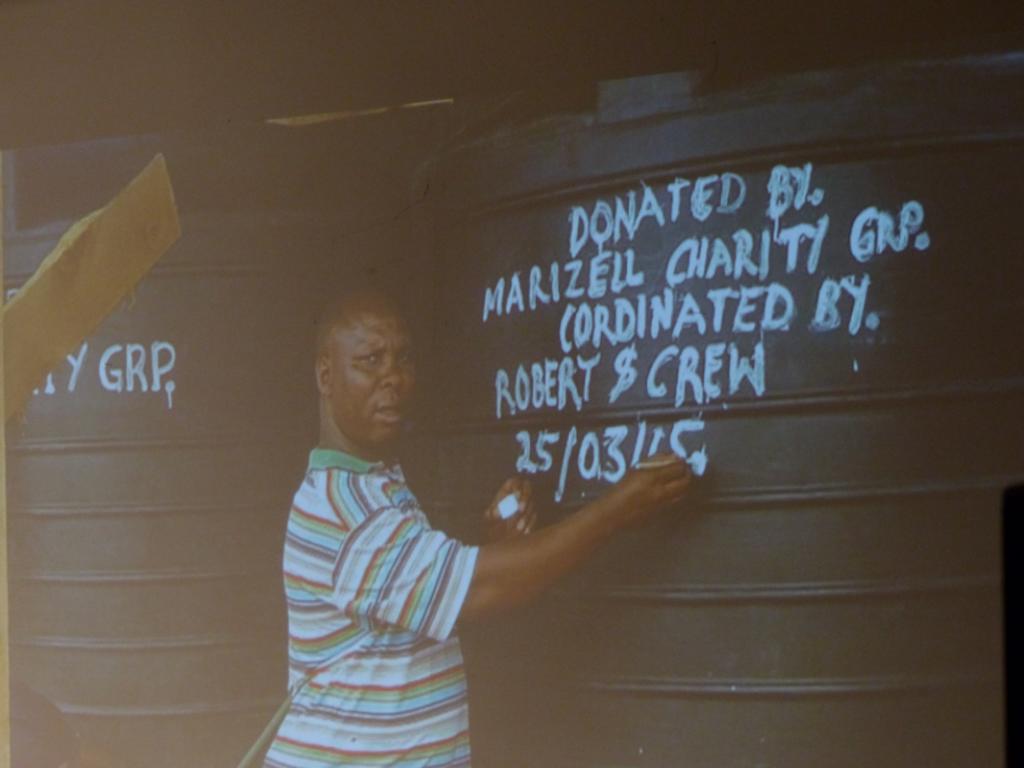 DONATED BY.
MARIZELL CHARITY GRP.
CORDINATED BY.
ROBERT & CREW
25/03/15
GRP.